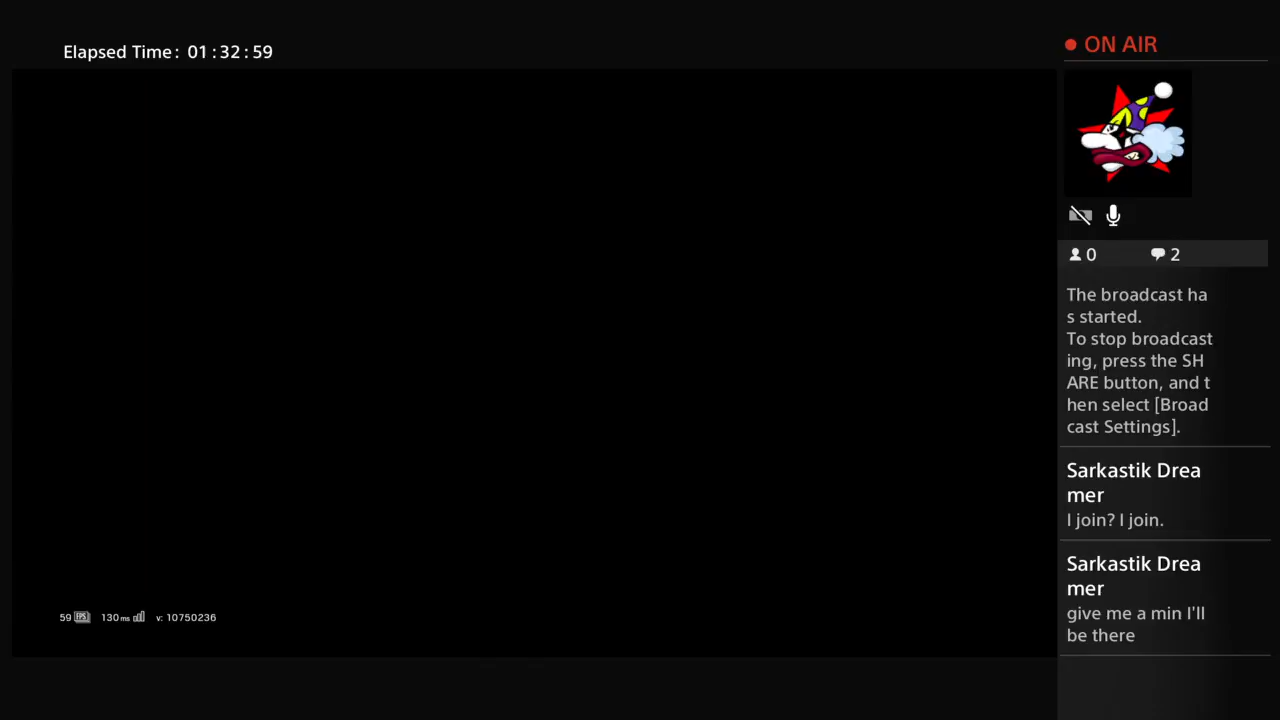 Elapsed Time: 01:32:59
ON AIR
0 2
The broadcast ha
s started.
To stop broadcast
ing, press the SH
ARE button, and t
hen select [Broad
cast Settings].
Sarkastik Drea
mer
I join? I join.
Sarkastik Drea
mer
give me a min I'll
be there
59 FPS 130ms v: 10750236